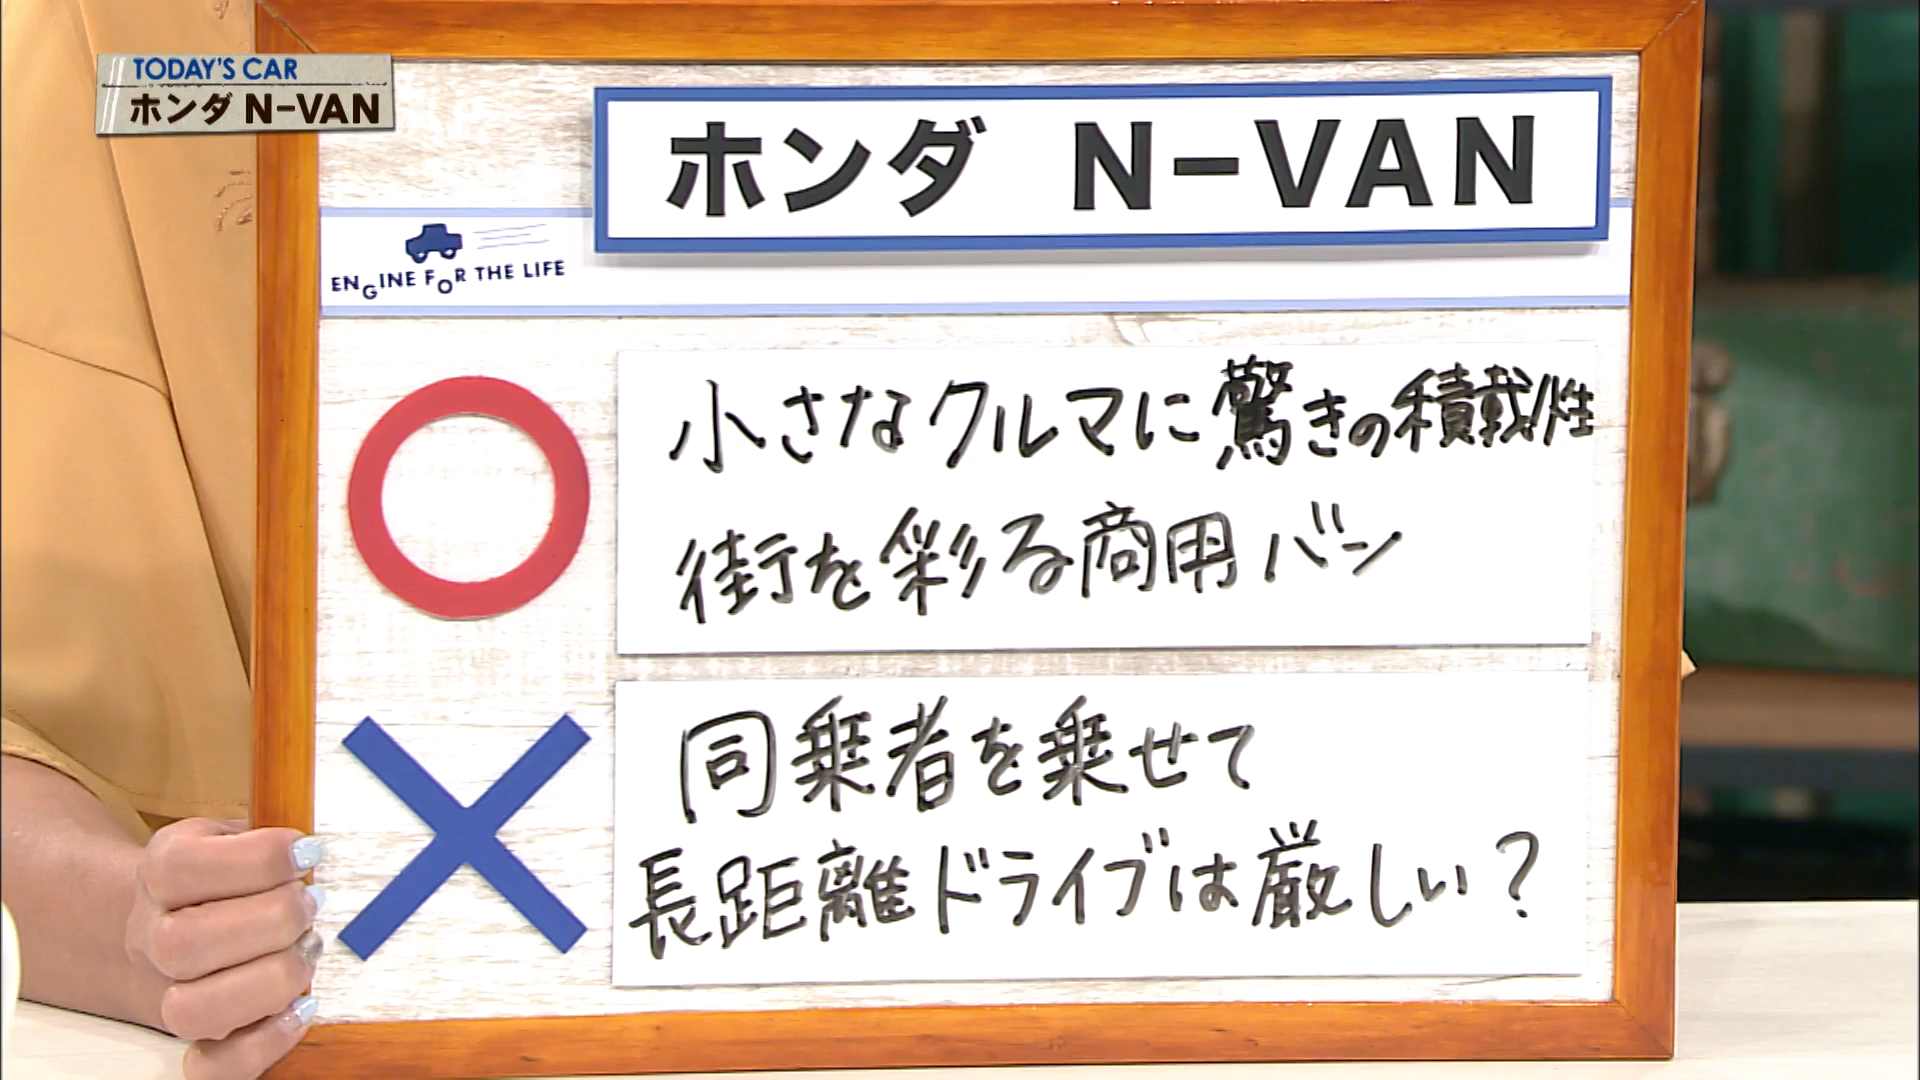 TODAY'S CAR
ホンダ N-VAN
ホンダ N-VAN
ENGINE FOR THE LIFE
小さなクルマに驚きの積載性
街を彩る商用バン
同乗者を乗せて
長距離ドライブは厳しい?